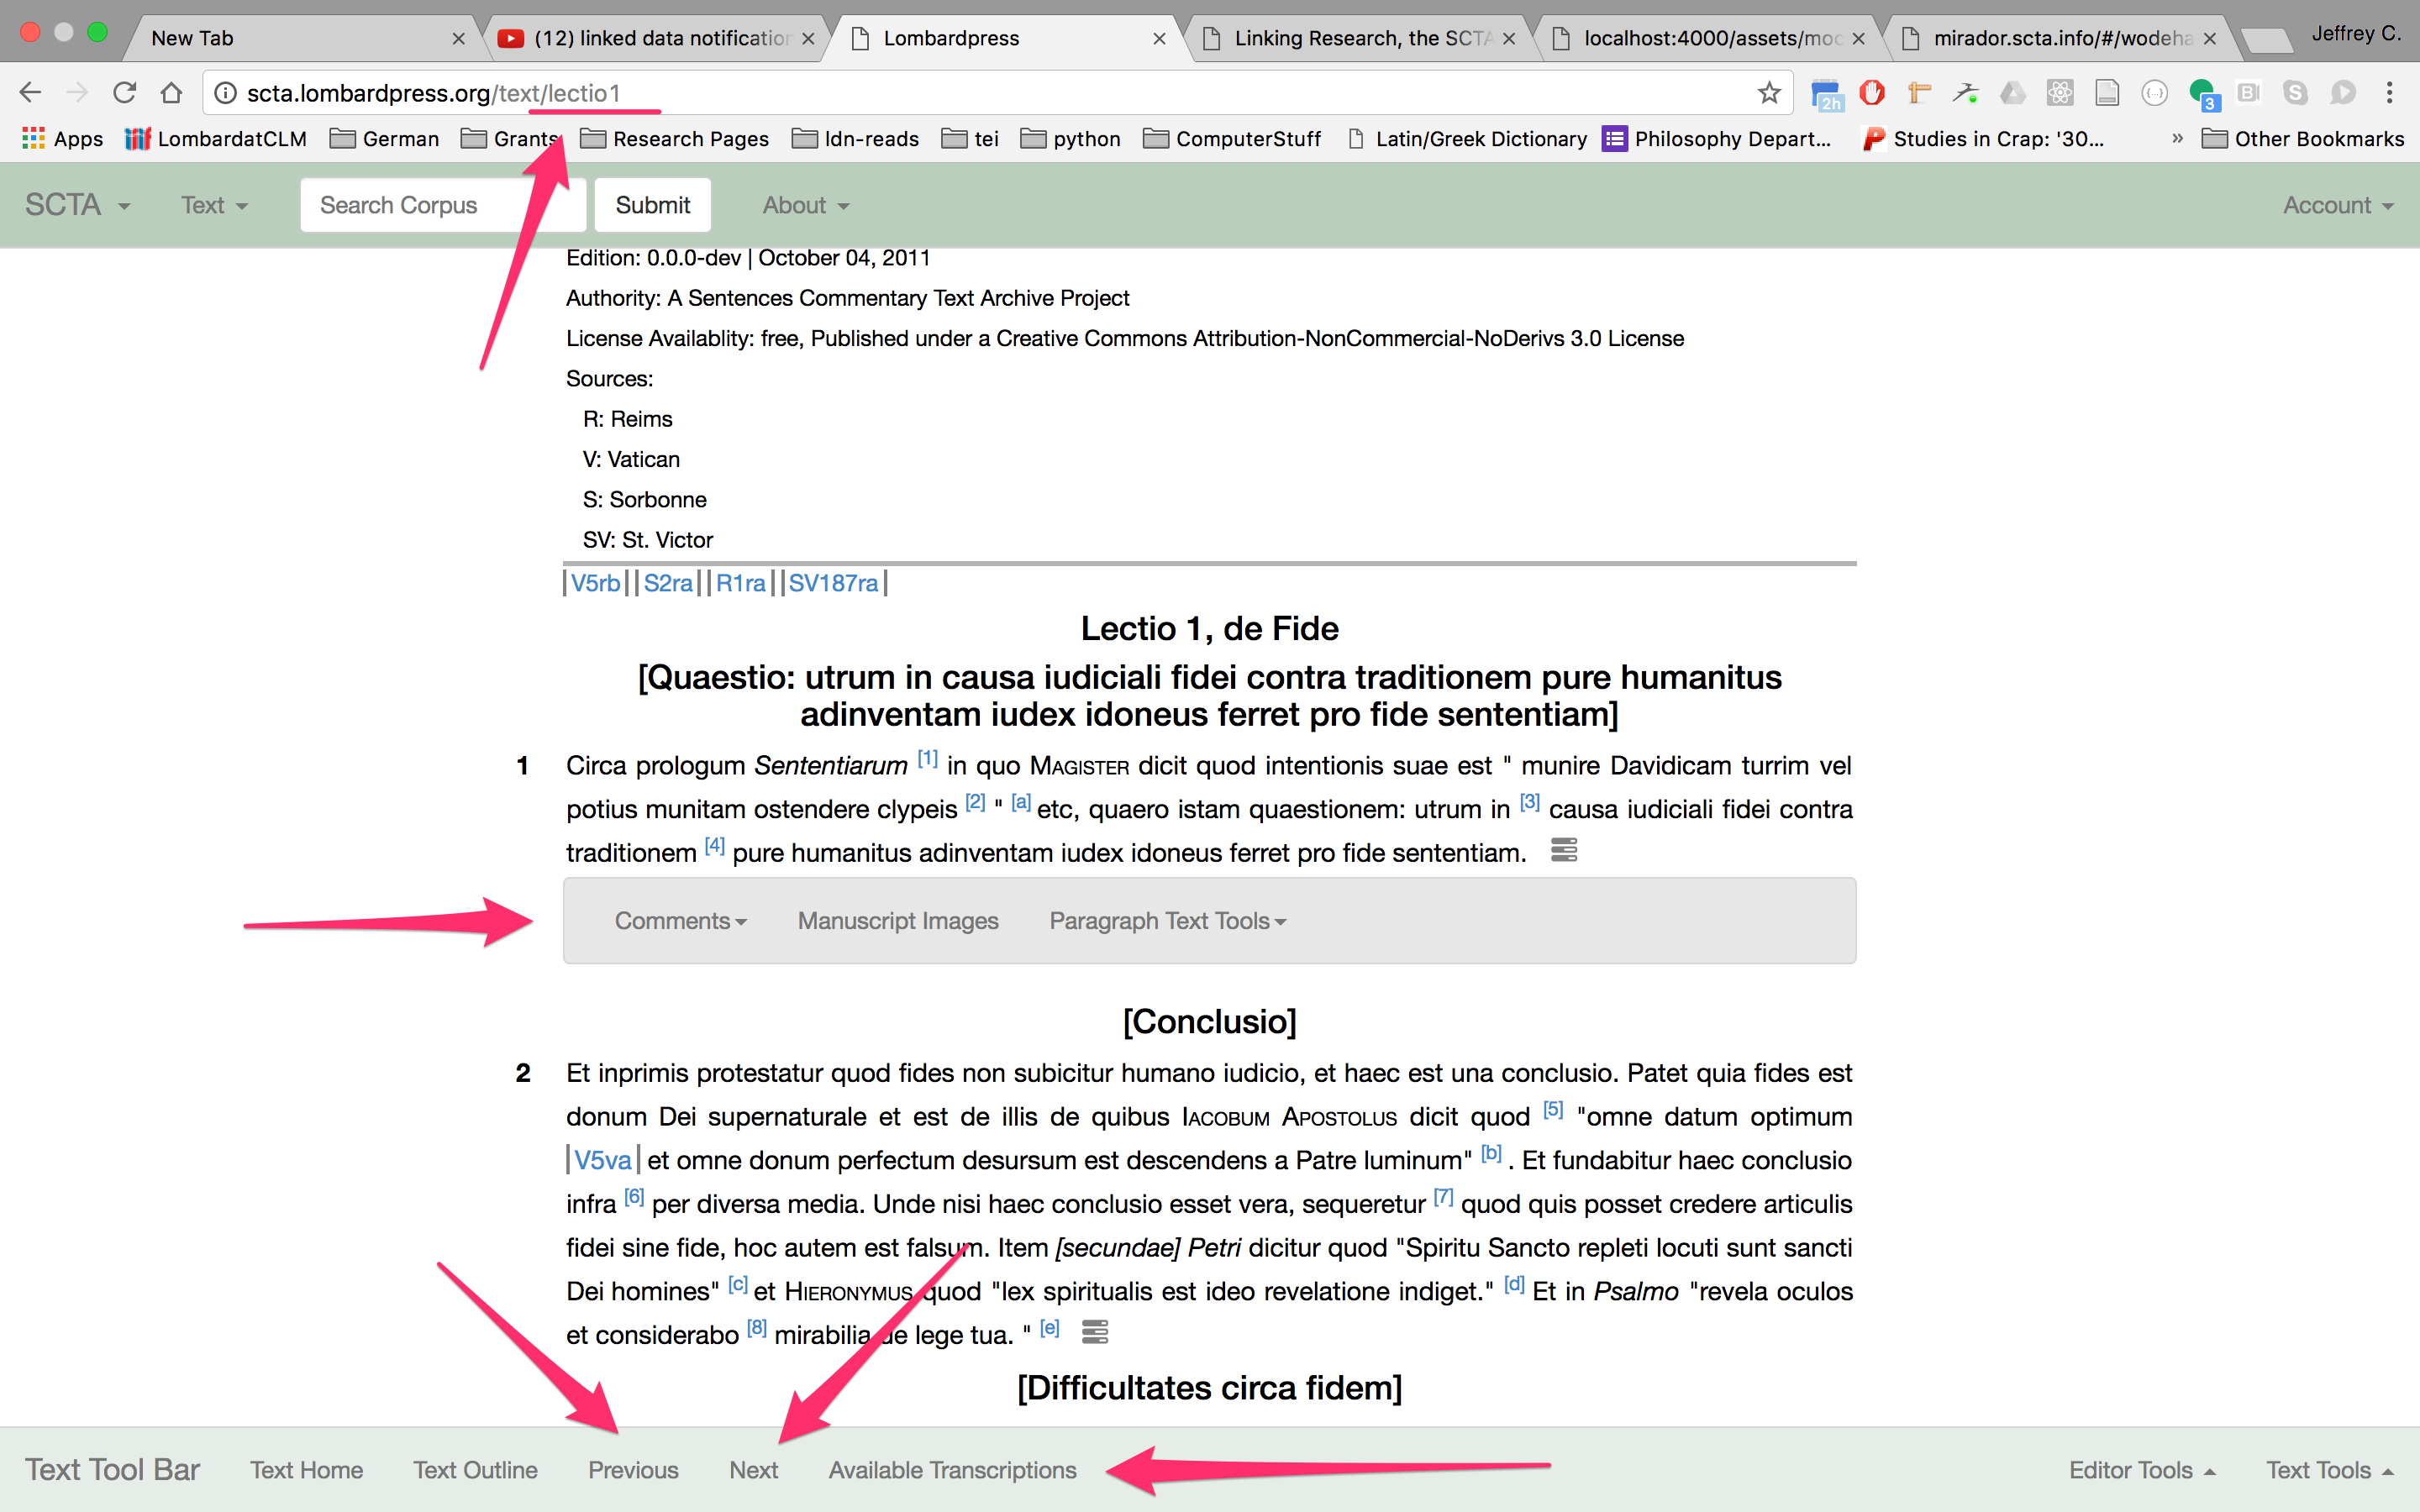 New Tab
(12) linked data notification
Lombardpress
Linking Research, the SCTA
localhost:4000/assets/mod
mirador.scta.info/#/wodeha
Jeffrey C.
scta.lombardpress.org/text/lectio1
2h
3
Apps
LombardatCLM
German
Grants
Research Pages
ldn-reads
tei
python
ComputerStuff
Latin/Greek Dictionary
Philosophy Depart...
Studies in Crap: '30...
»
Other Bookmarks
SCTA
Text
Search Corpus
Submit
About
Account
Edition: 0.0.0-dev | October 04, 2011
Authority: A Sentences Commentary Text Archive Project
License Availablity: free, Published under a Creative Commons Attribution-NonCommercial-NoDerivs 3.0 License
Sources:
R: Reims
V: Vatican
S: Sorbonne
SV: St. Victor
|V5rb| |S2ra| |R1ra| |SV187ra|
Lectio 1, de Fide
[Quaestio: utrum in causa iudiciali fidei contra traditionem pure humanitus
adinventam iudex idoneus ferret pro fide sententiam]
1 Circa prologum Sententiarum [1] in quo Magister dicit quod intentionis suae est " munire Davidicam turrim vel
potius munitam ostendere clypeis [2] " [a] etc, quaero istam quaestionem: utrum in [3] causa iudiciali fidei contra
traditionem [4] pure humanitus adinventam iudex idoneus ferret pro fide sententiam.
Comments
Manuscript Images
Paragraph Text Tools
[Conclusio]
2 Et inprimis protestatur quod fides non subicitur humano iudicio, et haec est una conclusio. Patet quia fides est
donum Dei supernaturale et est de illis de quibus Iacobum Apostolus dicit quod [5] "omne datum optimum
|V5va| et omne donum perfectum desursum est descendens a Patre luminum" [b] . Et fundabitur haec conclusio
infra [6] per diversa media. Unde nisi haec conclusio esset vera, sequeretur [7] quod quis posset credere articulis
fidei sine fide, hoc autem est falsum. Item [secundae] Petri dicitur quod "Spiritu Sancto repleti locuti sunt sancti
Dei homines" [c] et Hieronymus quod "lex spiritualis est ideo revelatione indiget." [d] Et in Psalmo "revela oculos
et considerabo [8] mirabilia de lege tua. " [e]
[Difficultates circa fidem]
Text Tool Bar
Text Home
Text Outline
Previous
Next
Available Transcriptions
Editor Tools
Text Tools